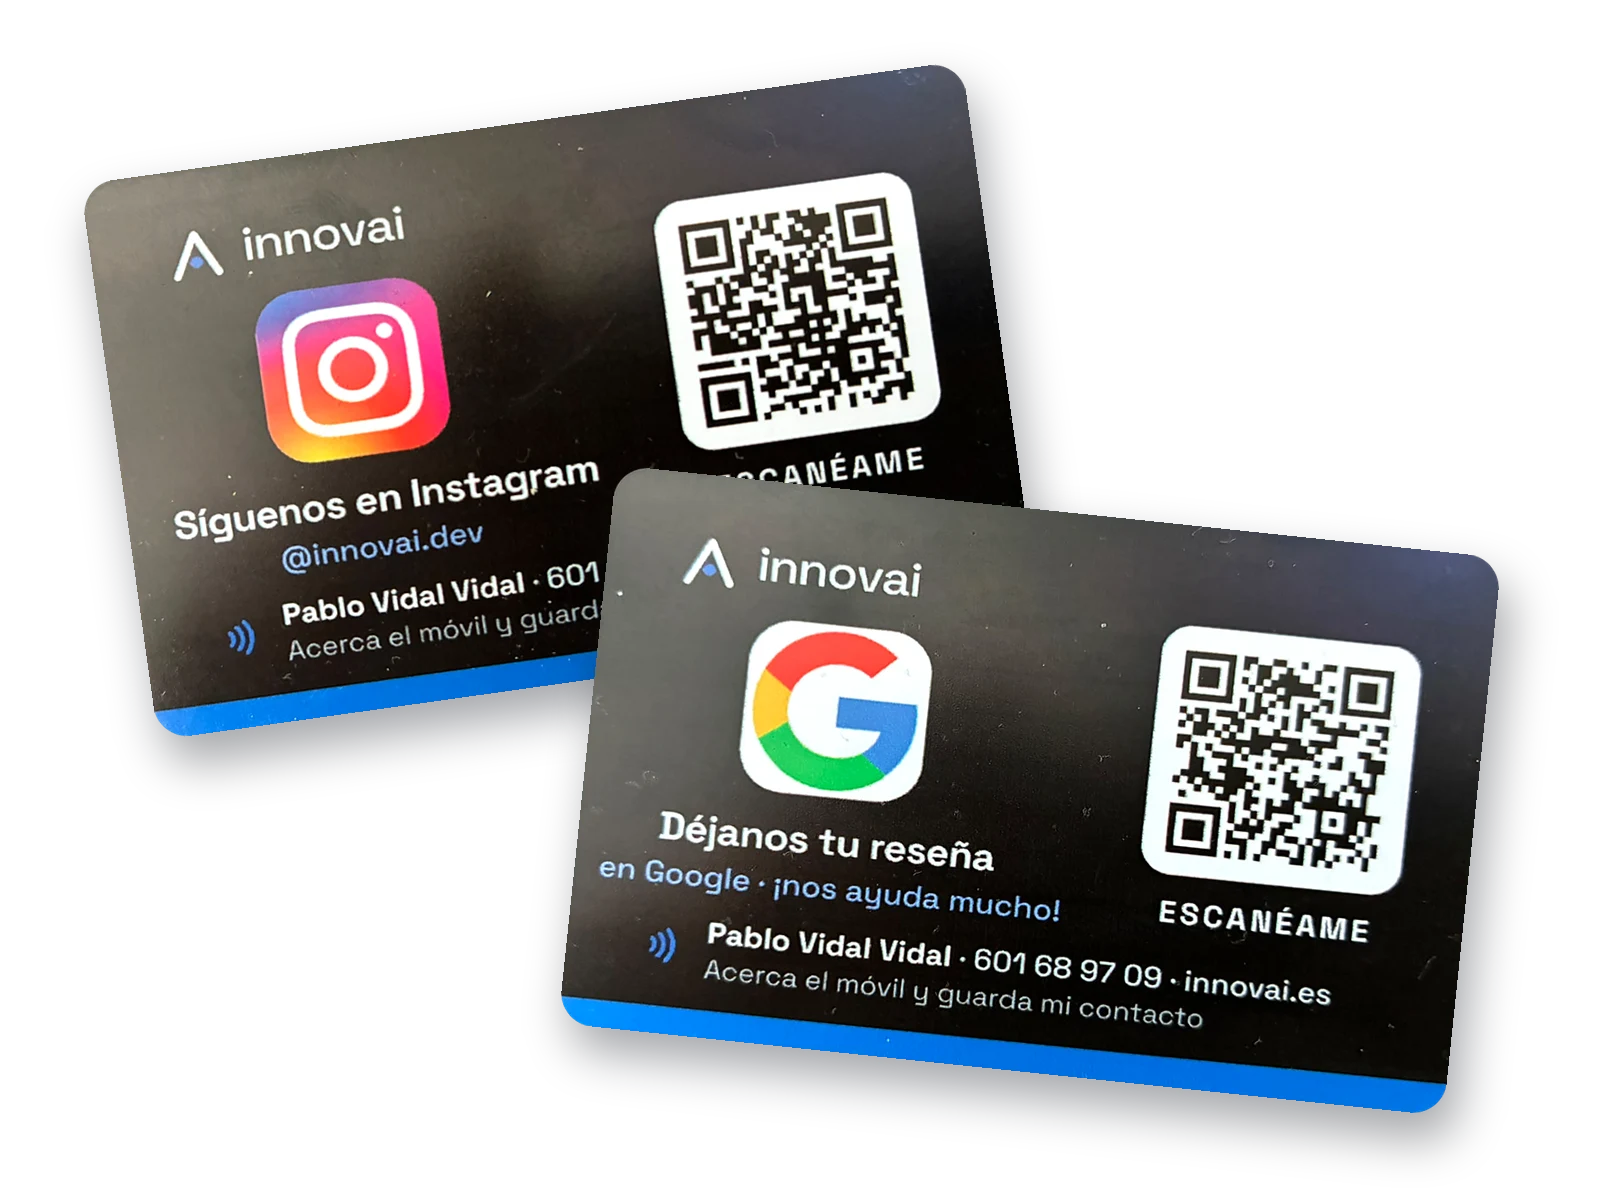 innovai
Síguenos en Instagram
@innovai.dev
Pablo Vidal Vidal · 601
Acerca el móvil y guarda
ESCANÉAME
innovai
Déjanos tu reseña
en Google · ¡nos ayuda mucho!
Pablo Vidal Vidal · 601 68 97 09 · innovai.es
Acerca el móvil y guarda mi contacto
ESCANÉAME